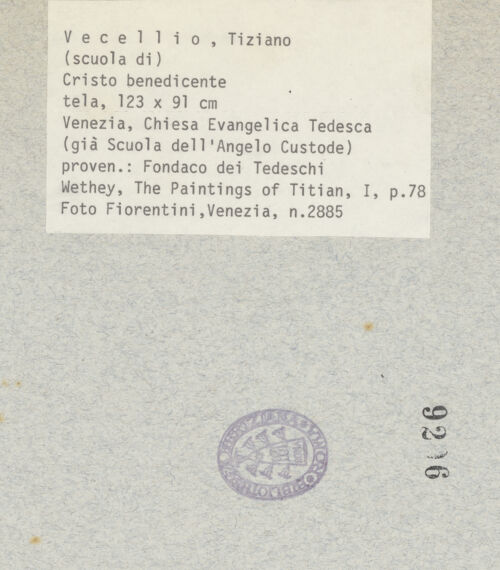 Vecellio, Tiziano
(scuola di)
Cristo benedicente
tela, 123 x 91 cm
Venezia, Chiesa Evangelica Tedesca
(già Scuola dell'Angelo Custode)
proven.: Fondaco dei Tedeschi
Wethey, The Paintings of Titian, I, p.78
Foto Fiorentini,Venezia, n.2885